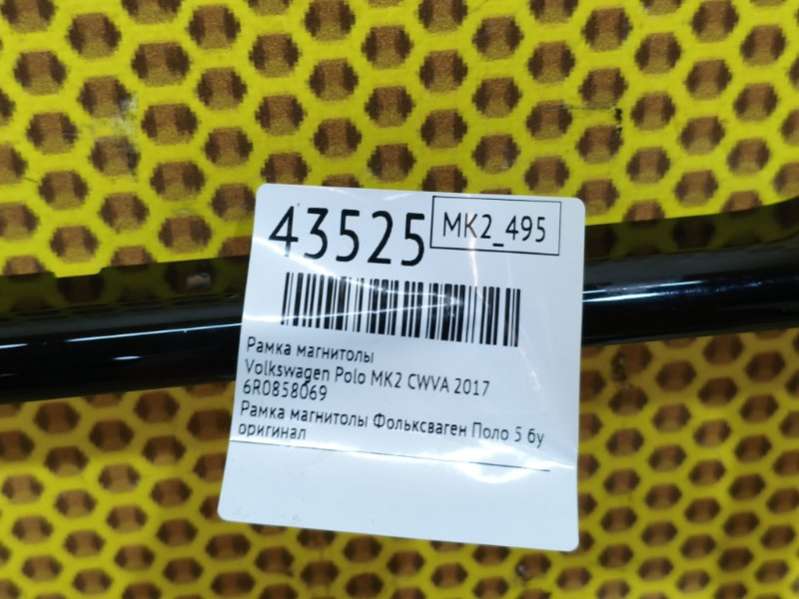 43525 MK2_495
Рамка магнитолы
Volkswagen Polo MK2 CWVA 2017
6R0858069
Рамка магнитолы Фольксваген Поло 5 бу
оригинал